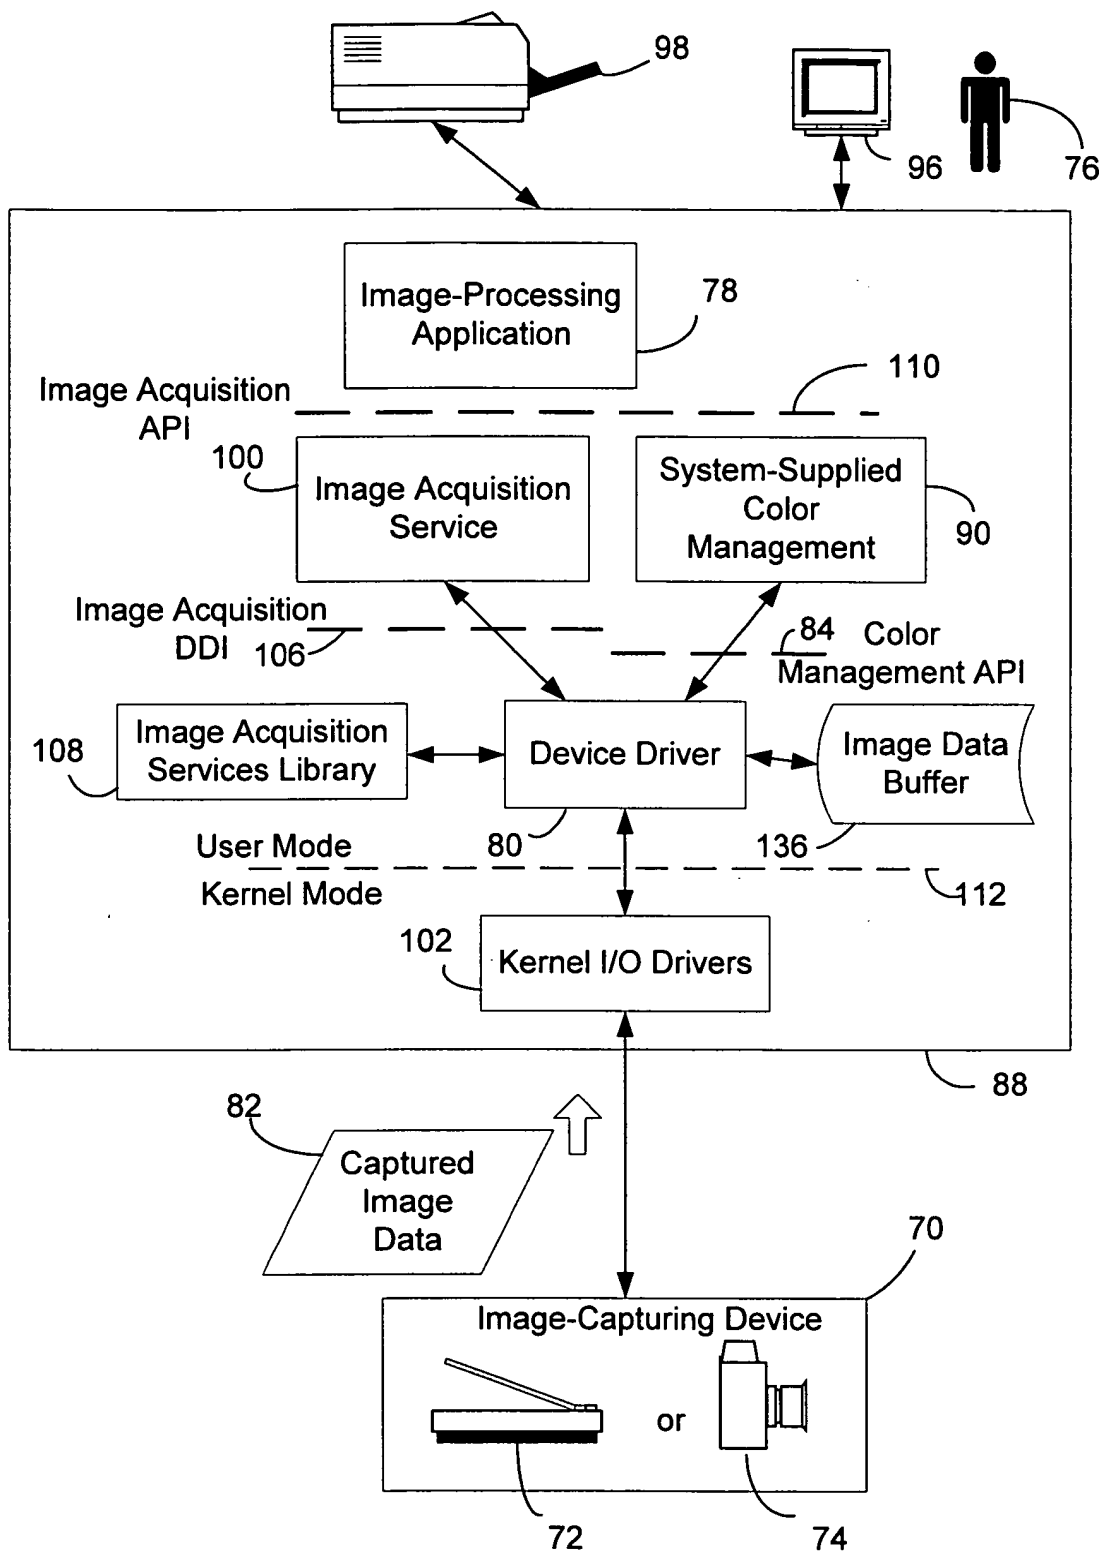 98
96
76
Image-Processing
Application
78
Image Acquisition
API
110
100
Image Acquisition
Service
System-Supplied
Color
Management
90
Image Acquisition
DDI
106
84
Color
Management API
108
Image Acquisition
Services Library
Device Driver
Image Data
Buffer
80
136
User Mode
Kernel Mode
112
102
Kernel I/O Drivers
88
82
Captured
Image
Data
70
Image-Capturing Device
or
72
74